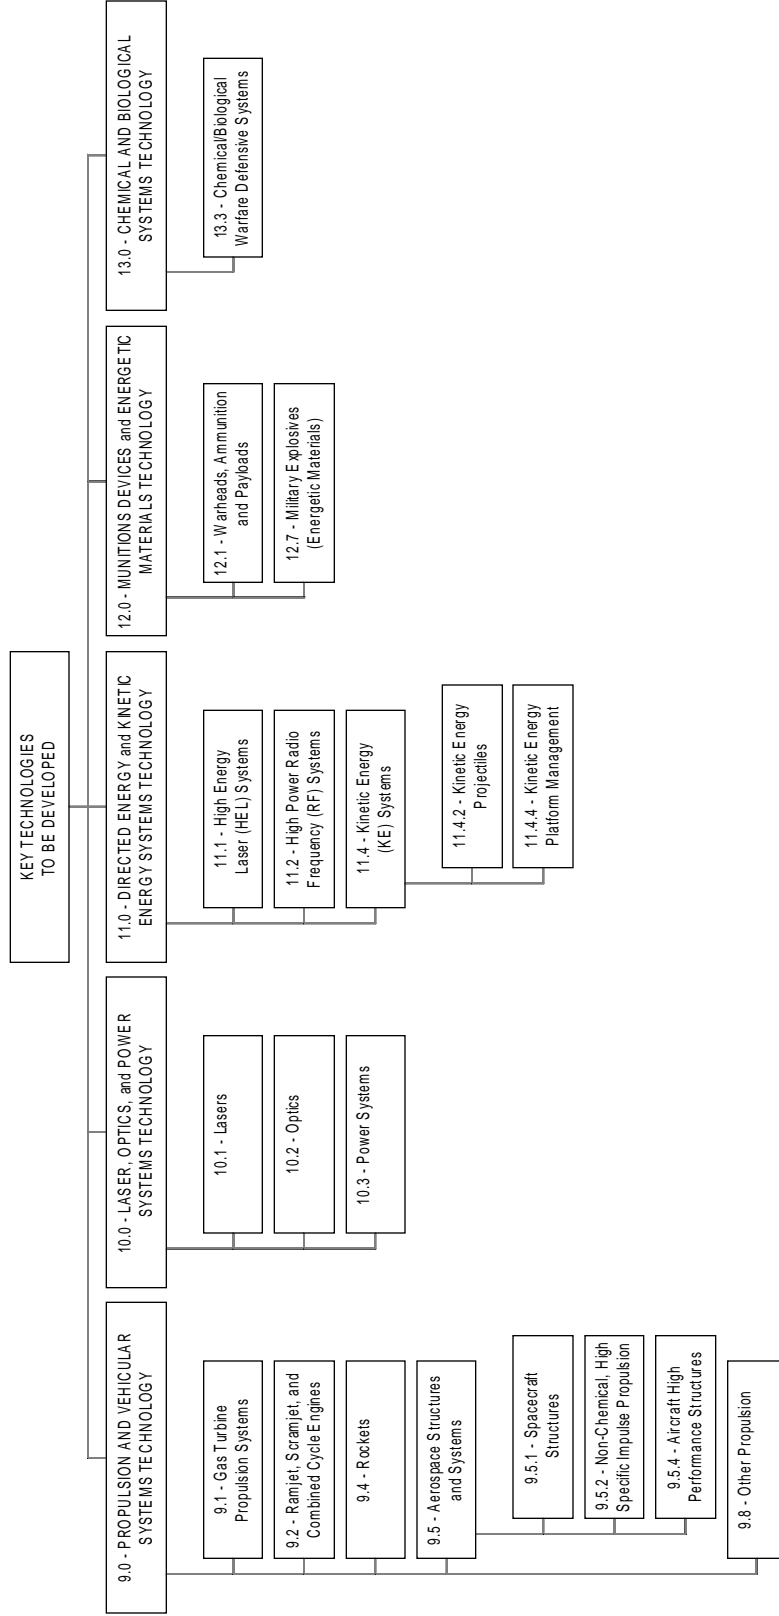 KEY TECHNOLOGIES
TO BE DEVELOPED
9.0 - PROPULSION AND VEHICULAR
SYSTEMS TECHNOLOGY
9.1 - Gas Turbine
Propulsion Systems
9.2 - Ramjet, Scramjet, and
Combined Cycle Engines
9.4 - Rockets
9.5 - Aerospace Structures
and Systems
9.5.1 - Spacecraft
Structures
9.5.2 - Non-Chemical, High
Specific Impulse Propulsion
9.5.4 - Aircraft High
Performance Structures
9.8 - Other Propulsion
10.0 - LASER, OPTICS, and POWER
SYSTEMS TECHNOLOGY
10.1 - Lasers
10.2 - Optics
10.3 - Power Systems
11.0 - DIRECTED ENERGY and KINETIC
ENERGY SYSTEMS TECHNOLOGY
11.1 - High Energy
Laser (HEL) Systems
11.2 - High Power Radio
Frequency (RF) Systems
11.4 - Kinetic Energy
(KE) Systems
11.4.2 - Kinetic Energy
Projectiles
11.4.4 - Kinetic Energy
Platform Management
12.0 - MUNITIONS DEVICES and ENERGETIC
MATERIALS TECHNOLOGY
12.1 - Warheads, Ammunition
and Payloads
12.7 - Military Explosives
(Energetic Materials)
13.0 - CHEMICAL AND BIOLOGICAL
SYSTEMS TECHNOLOGY
13.3 - Chemical/Biological
Warfare Defensive Systems